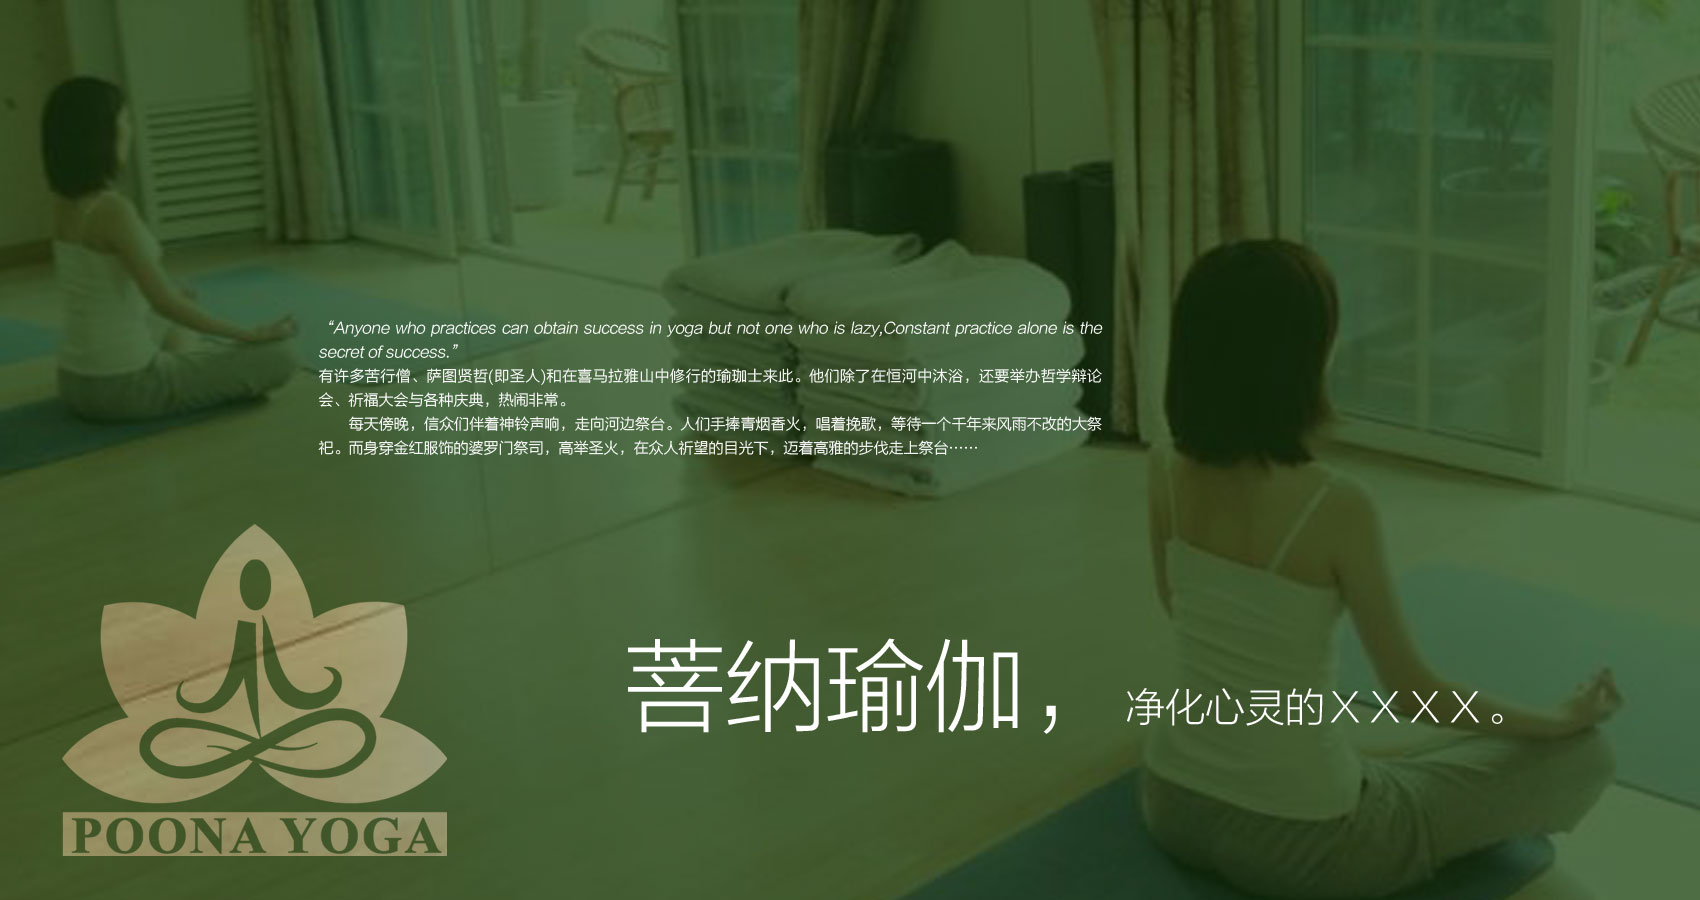 “Anyone who practices can obtain success in yoga but not one who is lazy,Constant practice alone is the
secret of success.”
有许多苦行僧、萨图贤哲(即圣人)和在喜马拉雅山中修行的瑜珈士来此。他们除了在恒河中沐浴，还要举办哲学辩论
会、祈福大会与各种庆典，热闹非常。
每天傍晚，信众们伴着神铃声响，走向河边祭台。人们手捧青烟香火，唱着挽歌，等待一个千年来风雨不改的大祭
祀。而身穿金红服饰的婆罗门祭司，高举圣火，在众人祈望的目光下，迈着高雅的步伐走上祭台……
菩纳瑜伽，净化心灵的ＸＸＸＸ。
POONA YOGA